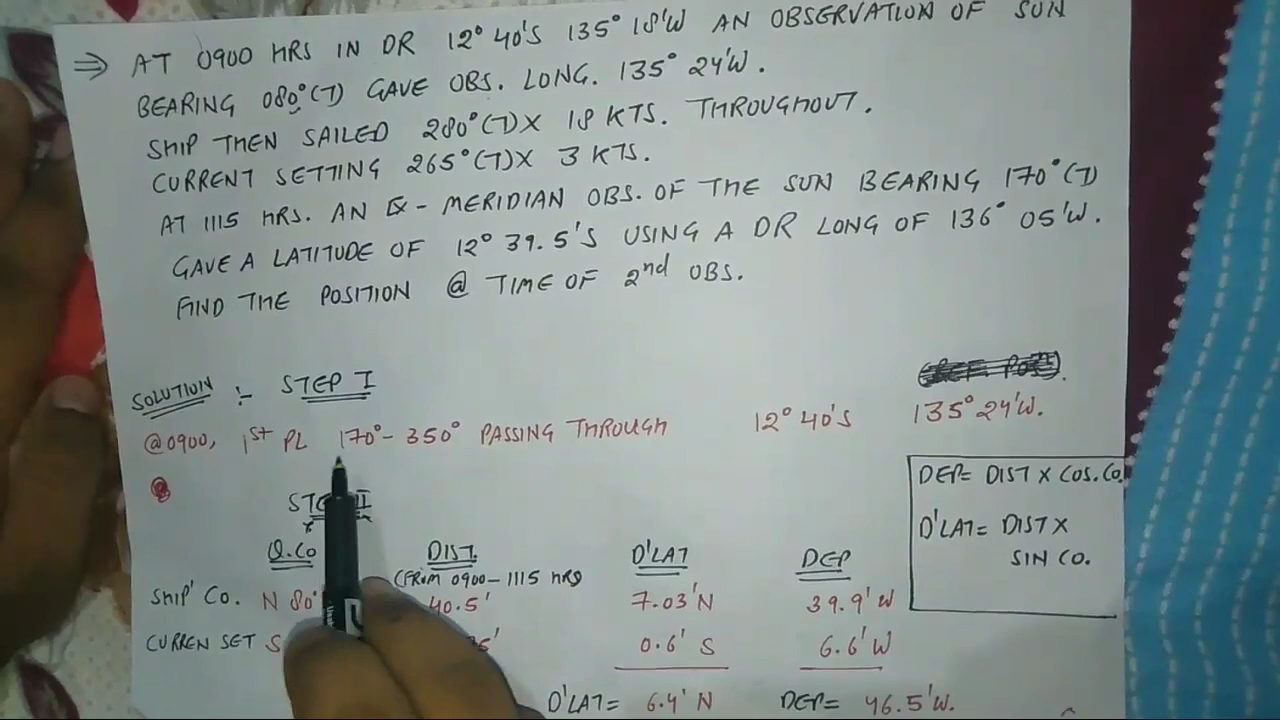 ⇒ AT 0900 HRS IN DR 12° 40'S 135° 18'W AN OBSERVATION OF SUN
BEARING 080°(T) GAVE OBS. LONG. 135° 24'W.
SHIP THEN SAILED 280°(T) X 18 KTS. THROUGHOUT.
CURRENT SETTING 265°(T) X 3 KTS.
AT 1115 HRS. AN EX-MERIDIAN OBS. OF THE SUN BEARING 170°(T)
GAVE A LATITUDE OF 12° 39.5'S USING A DR LONG OF 136° 05'W.
FIND THE POSITION @ TIME OF 2nd OBS.
SOLUTION :- STEP I
@0900, 1st PL 170°- 350° PASSING THROUGH 12° 40'S 135° 24'W.
DEP= DIST X COS. CO.
D'LAT= DIST X
SIN CO.
Q.CO DIST. D'LAT DEP
(FROM 0900-1115 HRS)
SHIP' CO. N 80° 40.5' 7.03'N 39.9'W
CURREN SET S 0.6' S 6.6'W
D'LAT= 6.4'N DEP= 46.5'W.